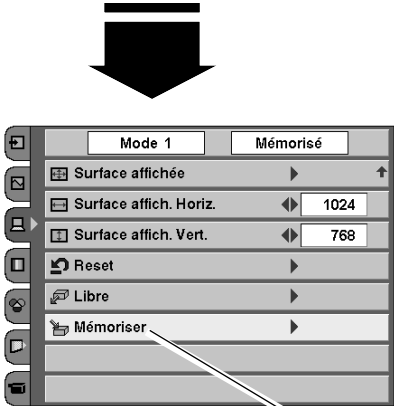 Mode 1 Mémorisé
Surface affichée
Surface affich. Horiz. 1024
Surface affich. Vert. 768
Reset
Libre
Mémoriser